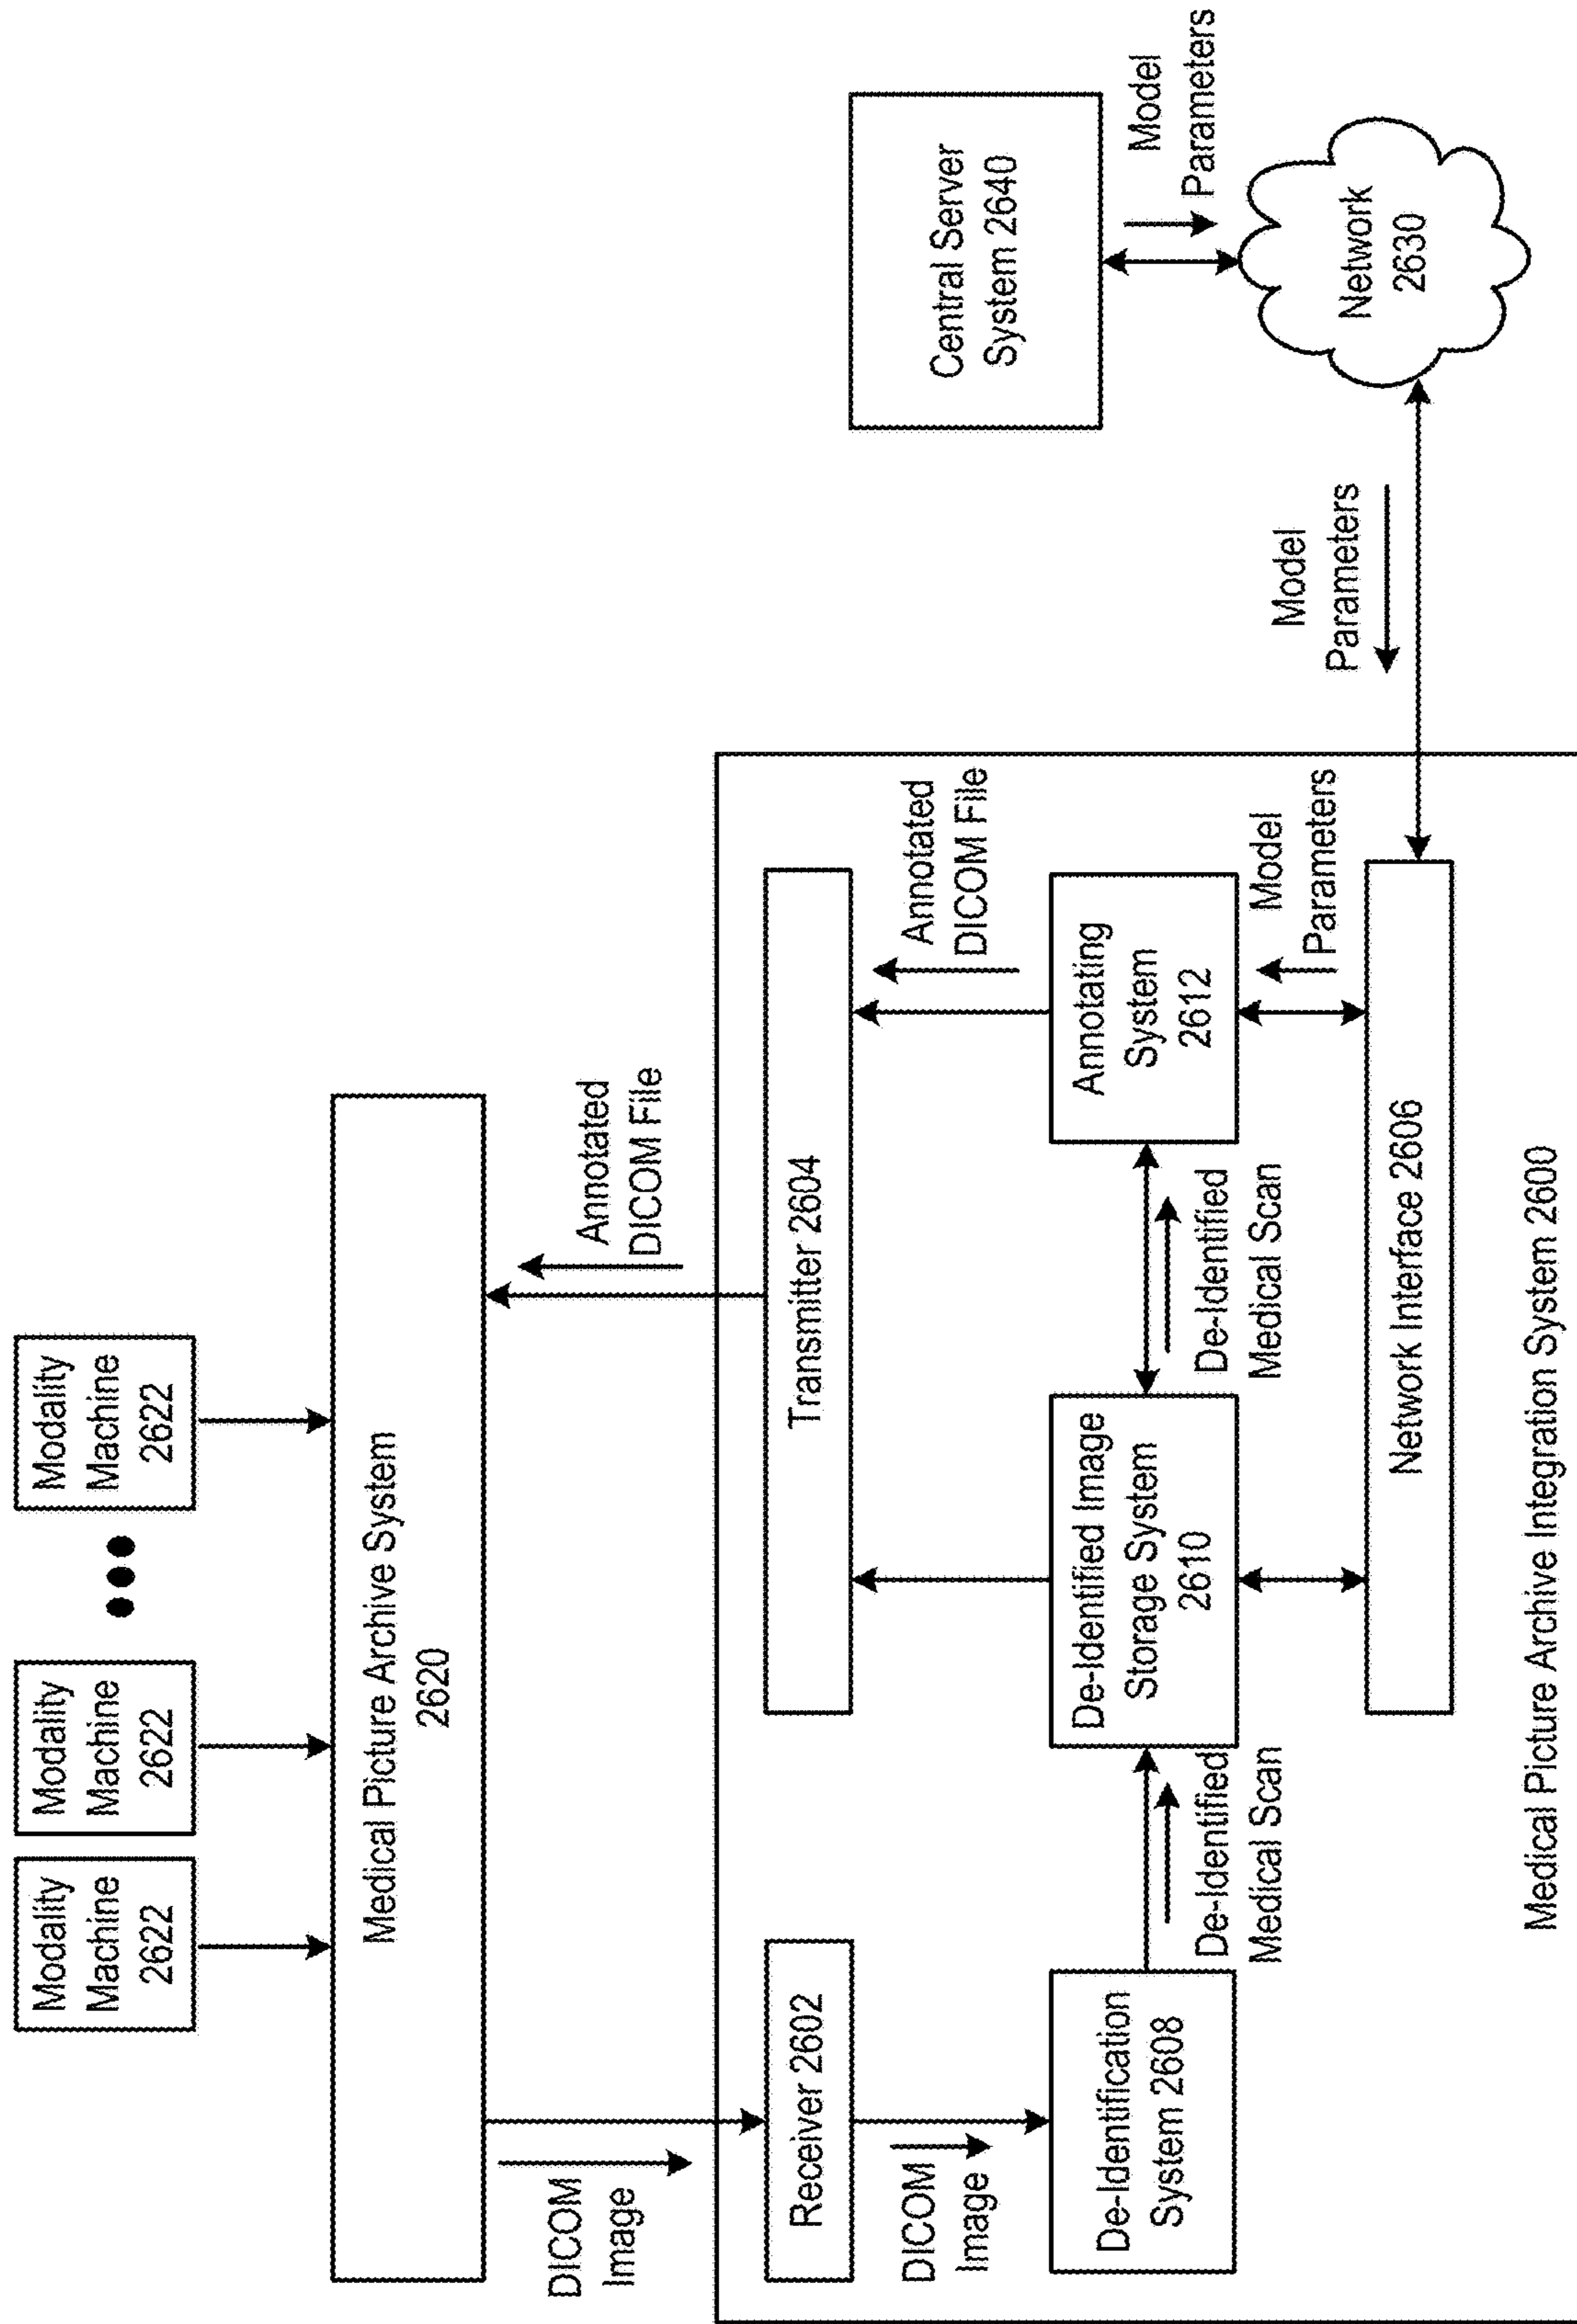 Modality
Machine
2622
Modality
Machine
2622
Modality
Machine
2622
Medical Picture Archive System
2620
DICOM
Image
Annotated
DICOM File
Receiver 2602
Transmitter 2604
DICOM
Image
Annotated
DICOM File
De-Identification
System 2608
De-Identified Image
Storage System
2610
Annotating
System
2612
De-Identified
Medical Scan
De-Identified
Medical Scan
Model
Parameters
Network Interface 2606
Medical Picture Archive Integration System 2600
Central Server
System 2640
Model
Parameters
Model
Parameters
Network
2630